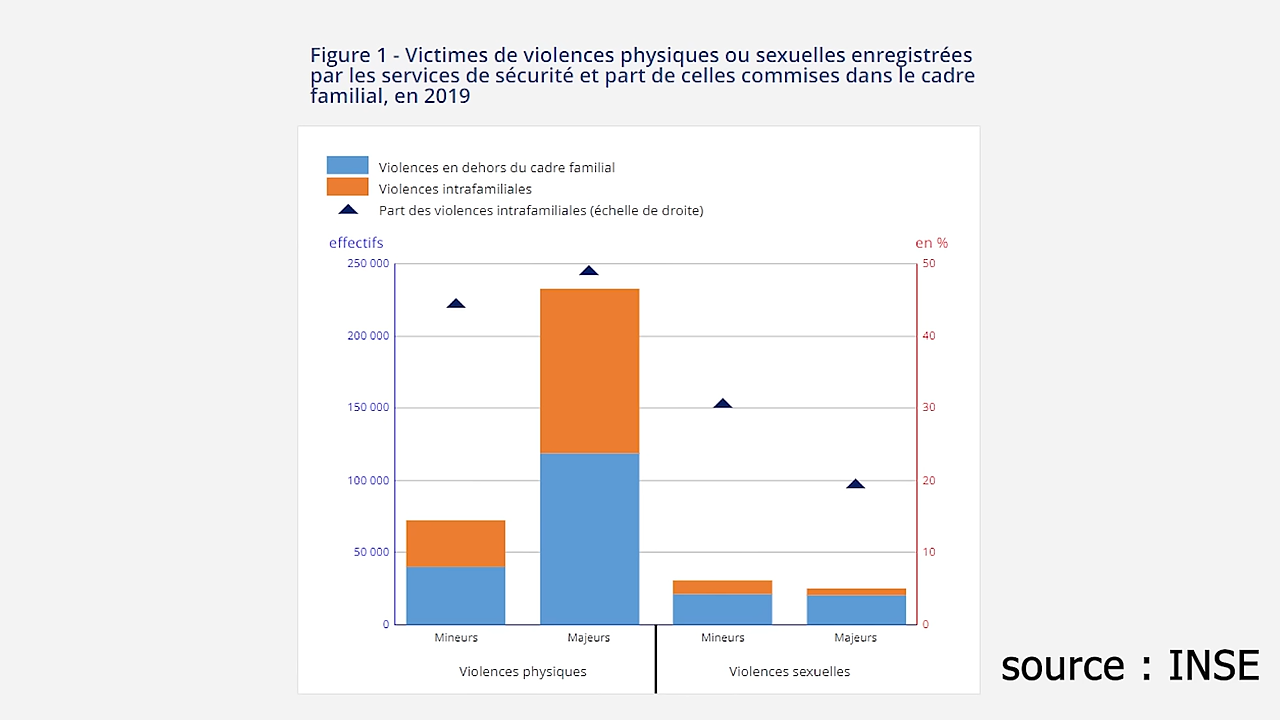 Figure 1 - Victimes de violences physiques ou sexuelles enregistrées
par les services de sécurité et part de celles commises dans le cadre
familial, en 2019
Violences en dehors du cadre familial
Violences intrafamiliales
Part des violences intrafamiliales (échelle de droite)
effectifs en %
250 000 50
200 000 40
150 000 30
100 000 20
50 000 10
0 0
Mineurs Majeurs Mineurs Majeurs
Violences physiques Violences sexuelles
source : INSE